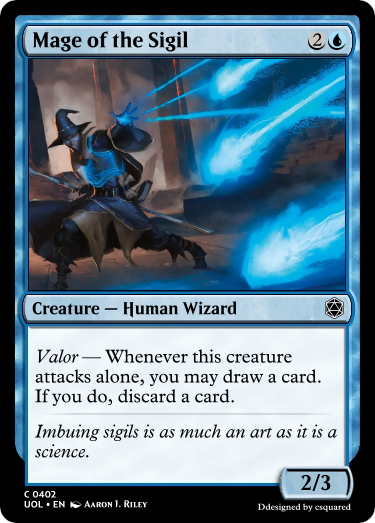 Mage of the Sigil 2
Creature — Human Wizard
Valor — Whenever this creature
attacks alone, you may draw a card.
If you do, discard a card.
Imbuing sigils is as much an art as it is a
science.
2/3
C 0402
UOL • EN Aaron J. Riley
Ddesigned by csquared